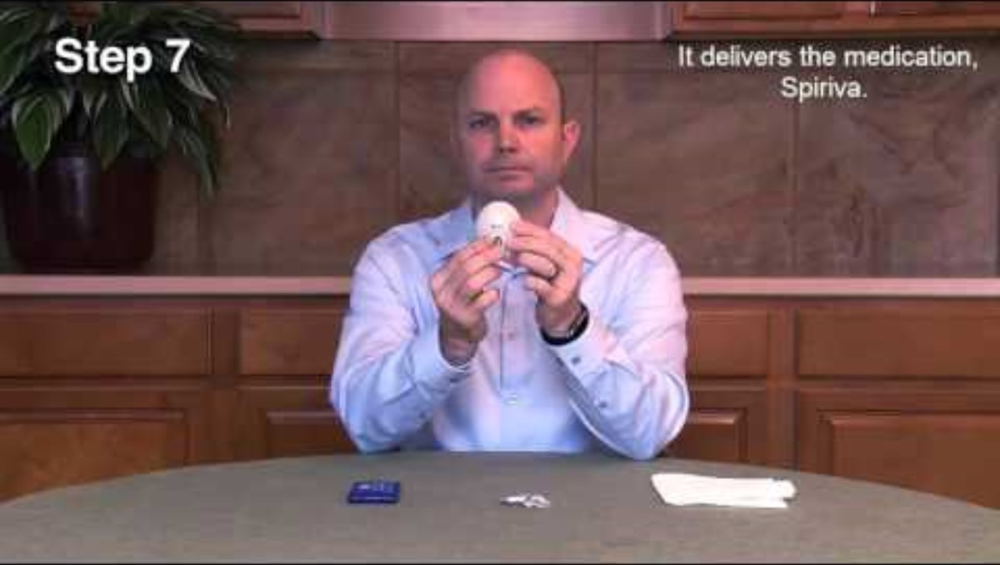 Step 7
It delivers the medication,
Spiriva.